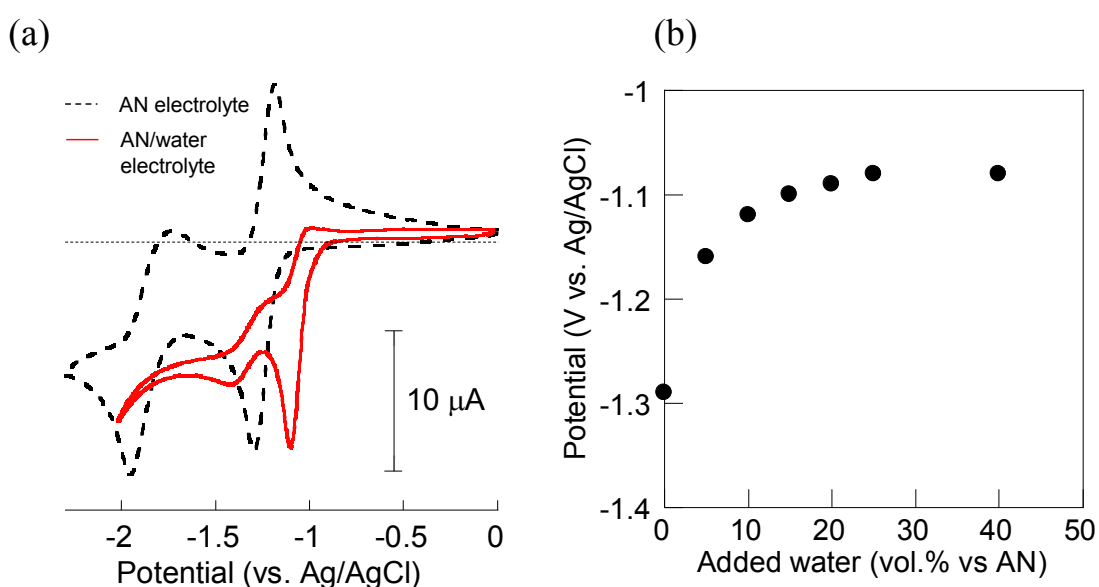 (a)
AN electrolyte
AN/water
electrolyte
10 μA
-2 -1.5 -1 -0.5 0
Potential (vs. Ag/AgCl)
(b)
Potential (V vs. Ag/AgCl)
-1
-1.1
-1.2
-1.3
-1.4
0 10 20 30 40 50
Added water (vol.% vs AN)